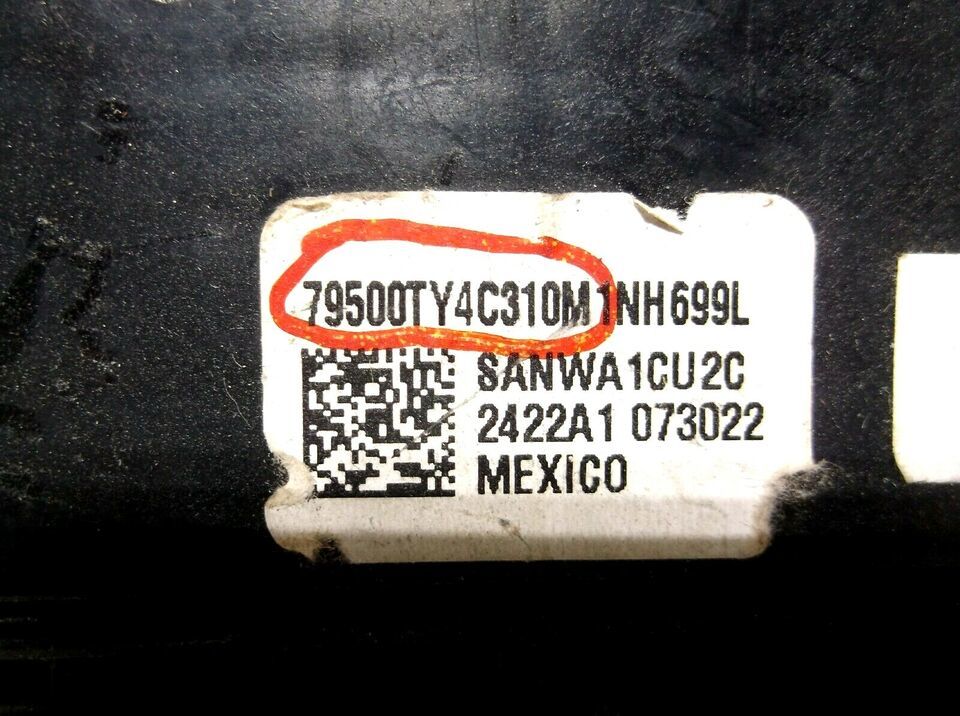 79500TY4C310M1NH699L
SANWA1CU2C
2422A1 073022
MEXICO